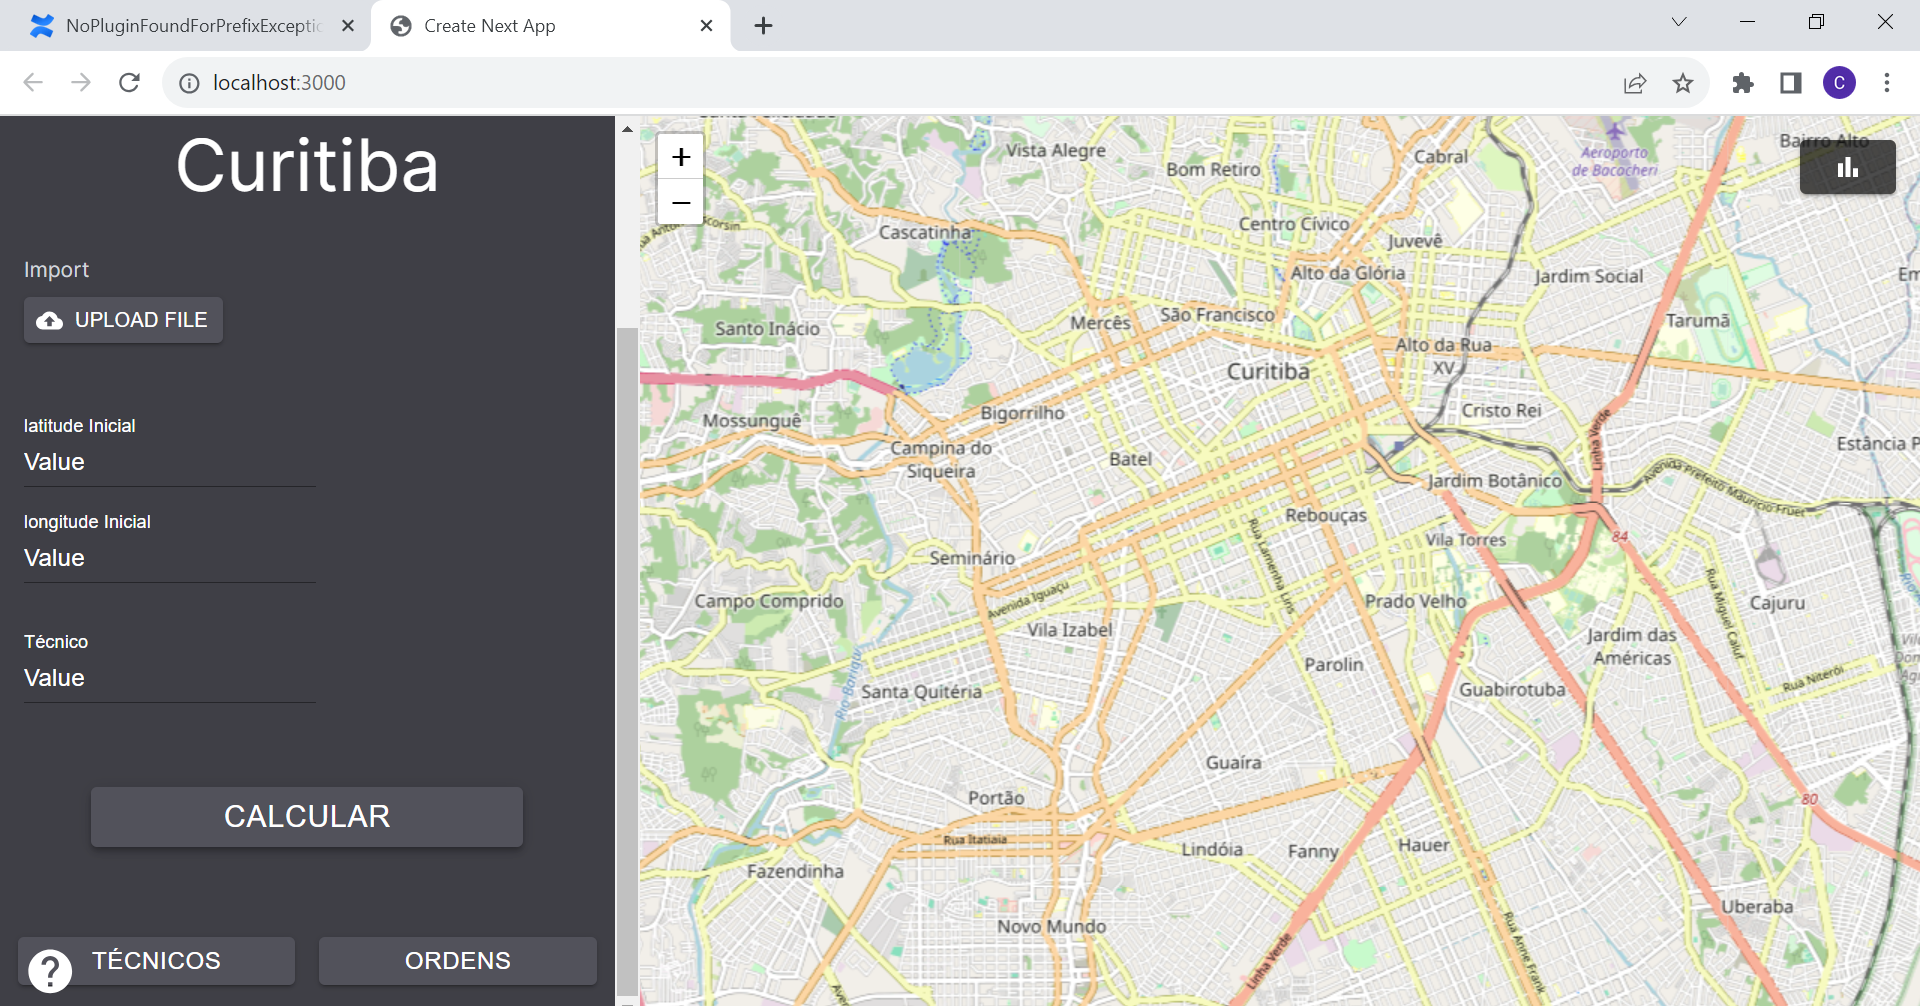 NoPluginFoundForPrefixExceptio
Create Next App
localhost:3000
C
Curitiba
Import
UPLOAD FILE
latitude Inicial
Value
longitude Inicial
Value
Técnico
Value
CALCULAR
TÉCNICOS
ORDENS
?
+
−
Vista Alegre
Bom Retiro
Cabral
Aeroporto
de Bacacheri
Bairro Alto
Cascatinha
Centro Cívico
Juvevê
Alto da Glória
Jardim Social
Santo Inácio
Mercês
São Francisco
Tarumã
Alto da Rua
XV
Curitiba
Mossunguê
Bigorrilho
Cristo Rei
Linha Verde
Estância P
Campina do
Siqueira
Batel
Jardim Botânico
Avenida Prefeito Maurício Fruet
Rebouças
Vila Torres
84
Seminário
Rua Lamenha Lins
Avenida Iguaçu
Campo Comprido
Prado Velho
Rua Miguel Caluf
Cajuru
Vila Izabel
Jardim das
Américas
Parolin
Rio Barigui
Santa Quitéria
Guabirotuba
Rua Niterói
Guaíra
Portão
80
Rua Itatiaia
Lindóia
Fanny
Hauer
Fazendinha
Uberaba
Novo Mundo
Linha Verde
Rua Anne Frank